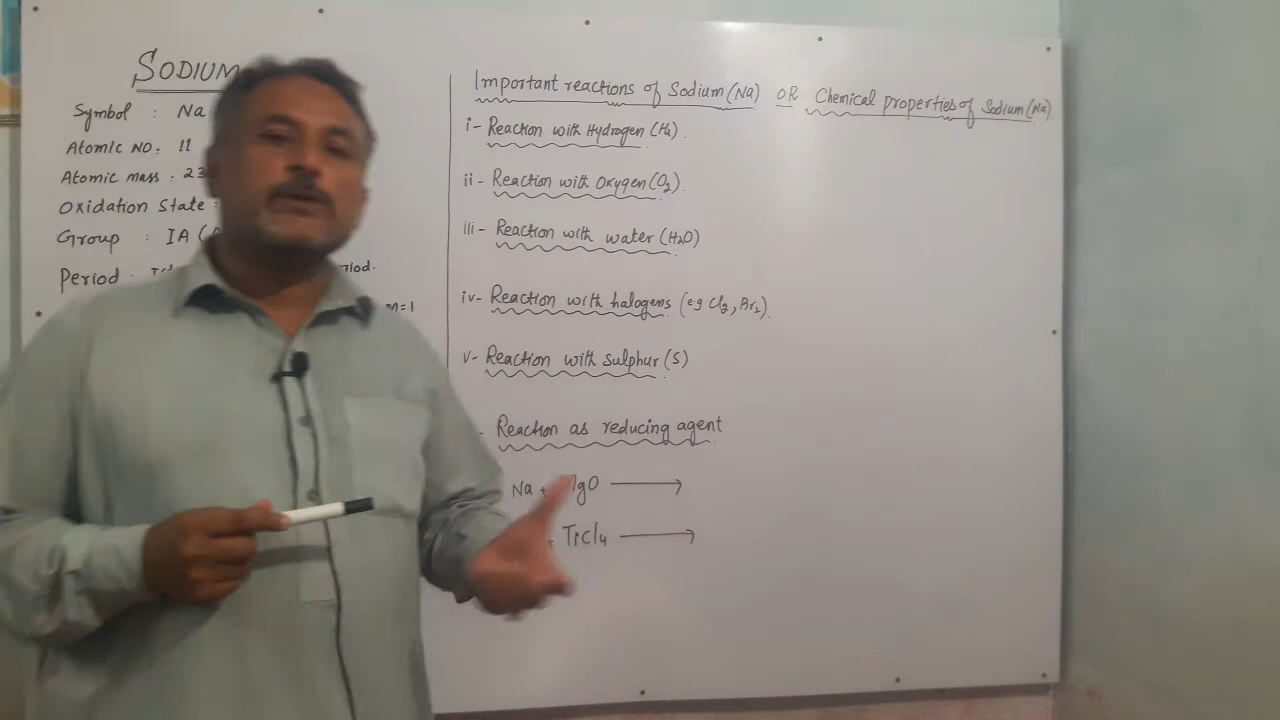 SODIUM
Symbol : Na
Atomic NO: 11
Atomic mass : 23
Oxidation State :
Group : IA (
Period :
m=1
Important reactions of Sodium (Na) OR Chemical properties of Sodium (Na)
i- Reaction with Hydrogen (H₂).
ii- Reaction with Oxygen (O₂).
iii- Reaction with water (H₂O)
iv- Reaction with halogens (e.g Cl₂, Br₂).
v- Reaction with Sulphur (S)
- Reaction as reducing agent
Na + MgO ⟶
+ TiCl₄ ⟶